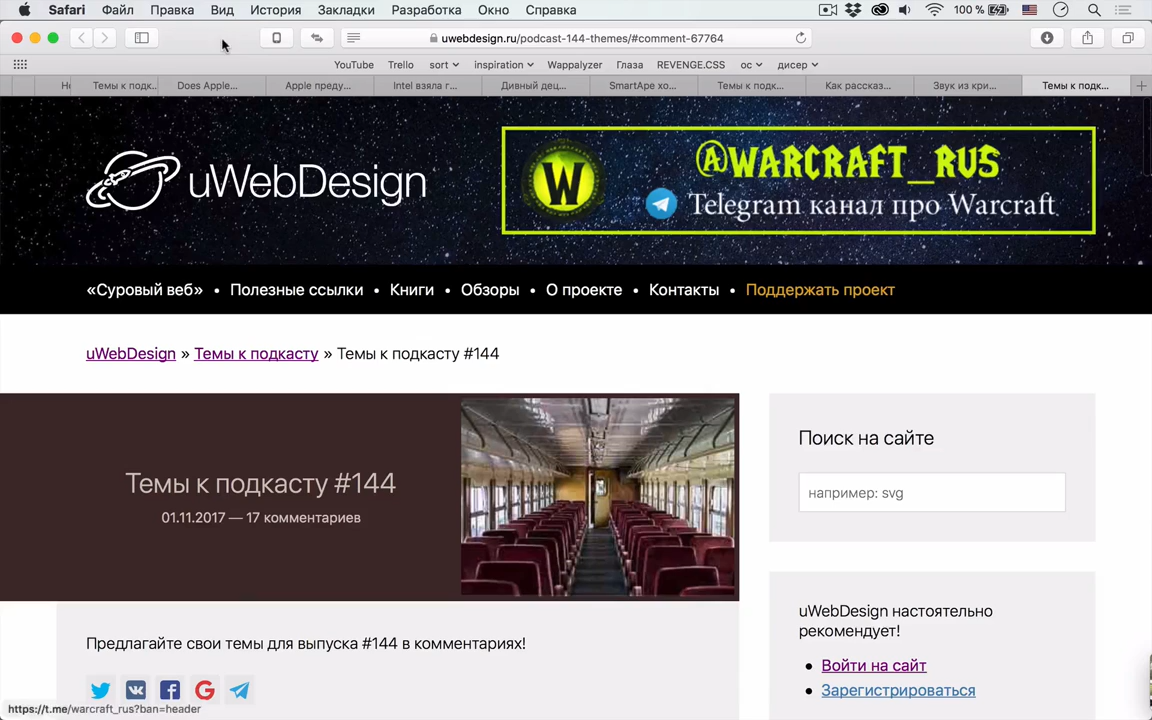 Safari Файл Правка Вид История Закладки Разработка Окно Справка 100 %
uwebdesign.ru/podcast-144-themes/#comment-67764
YouTube Trello sort inspiration Wappalyzer Глаза REVENGE.CSS ос дисер
Темы к подк... Does Apple... Apple преду... Intel взяла г... Дивный дец... SmartApe хо... Темы к подк... Как расска‌з... Звук из кри... Темы к подк...
uWebDesign
@WARCRAFT_RUS
W
Telegram канал про Warcraft
«Суровый веб» • Полезные ссылки • Книги • Обзоры • О проекте • Контакты • Поддержать проект
uWebDesign » Темы к подкасту » Темы к подкасту #144
Темы к подкасту #144
01.11.2017 — 17 комментариев
Поиск на сайте
например: svg
Предлагайте свои темы для выпуска #144 в комментариях!
uWebDesign настоятельно
рекомендует!
• Войти на сайт
• Зарегистрироваться
https://t.me/warcraft_rus?ban=header